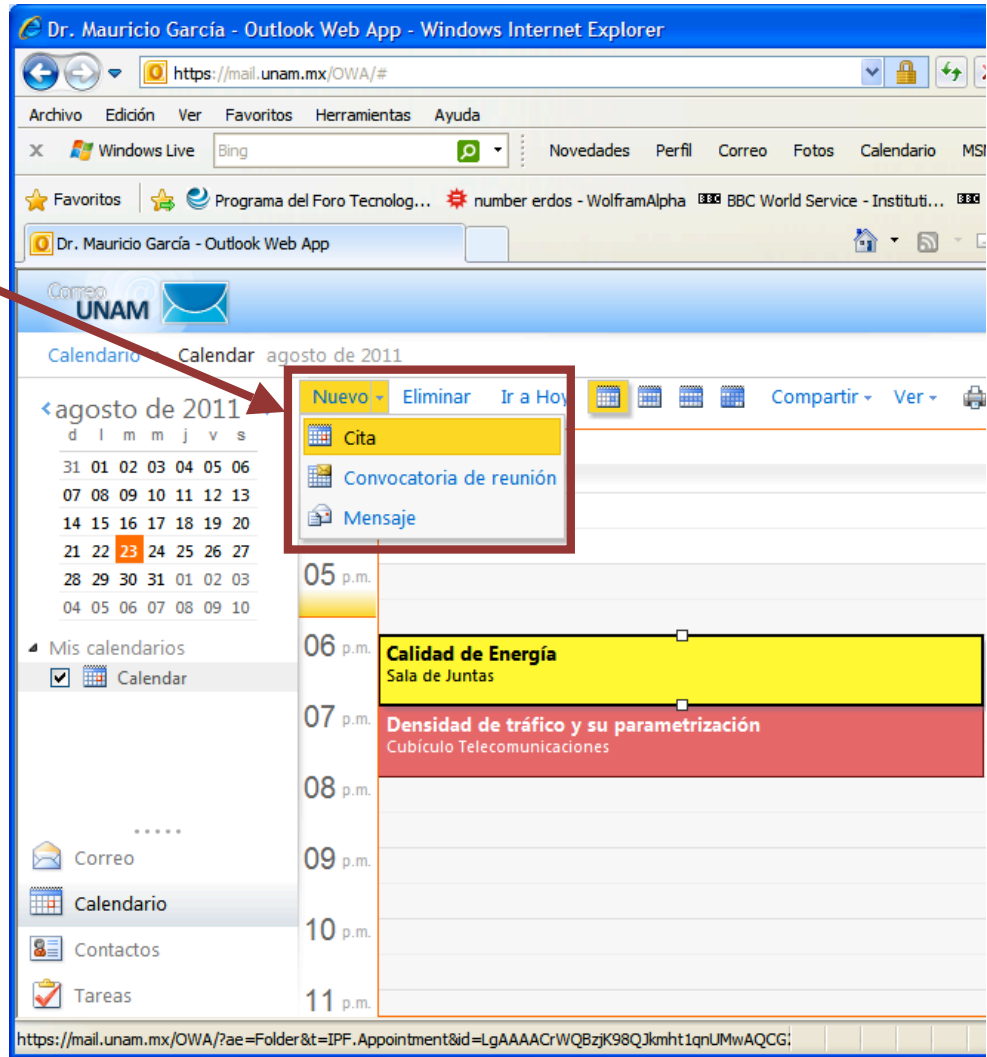 Dr. Mauricio García - Outlook Web App - Windows Internet Explorer
https://mail.unam.mx/OWA/#
Archivo Edición Ver Favoritos Herramientas Ayuda
X Windows Live Bing Novedades Perfil Correo Fotos Calendario
Favoritos Programa del Foro Tecnolog... number erdos - WolframAlpha BBC BBC World Service - Instituti... BBC
Dr. Mauricio García - Outlook Web App
Correo
UNAM
Calendario Calendar agosto de 2011
agosto de 2011
Nuevo Eliminar Ir a Hoy Compartir Ver
d l m m j v s
31 01 02 03 04 05 06
07 08 09 10 11 12 13
14 15 16 17 18 19 20
21 22 23 24 25 26 27
28 29 30 31 01 02 03
04 05 06 07 08 09 10
Cita
Convocatoria de reunión
Mensaje
Mis calendarios
Calendar
05 p.m.
06 p.m.
Calidad de Energía
Sala de Juntas
07 p.m.
Densidad de tráfico y su parametrización
Cubículo Telecomunicaciones
08 p.m.
09 p.m.
10 p.m.
11 p.m.
Correo
Calendario
Contactos
Tareas
https://mail.unam.mx/OWA/?ae=Folder&t=IPF.Appointment&id=LgAAAACrWQBzjK98QJkmht1qnUMwAQCG